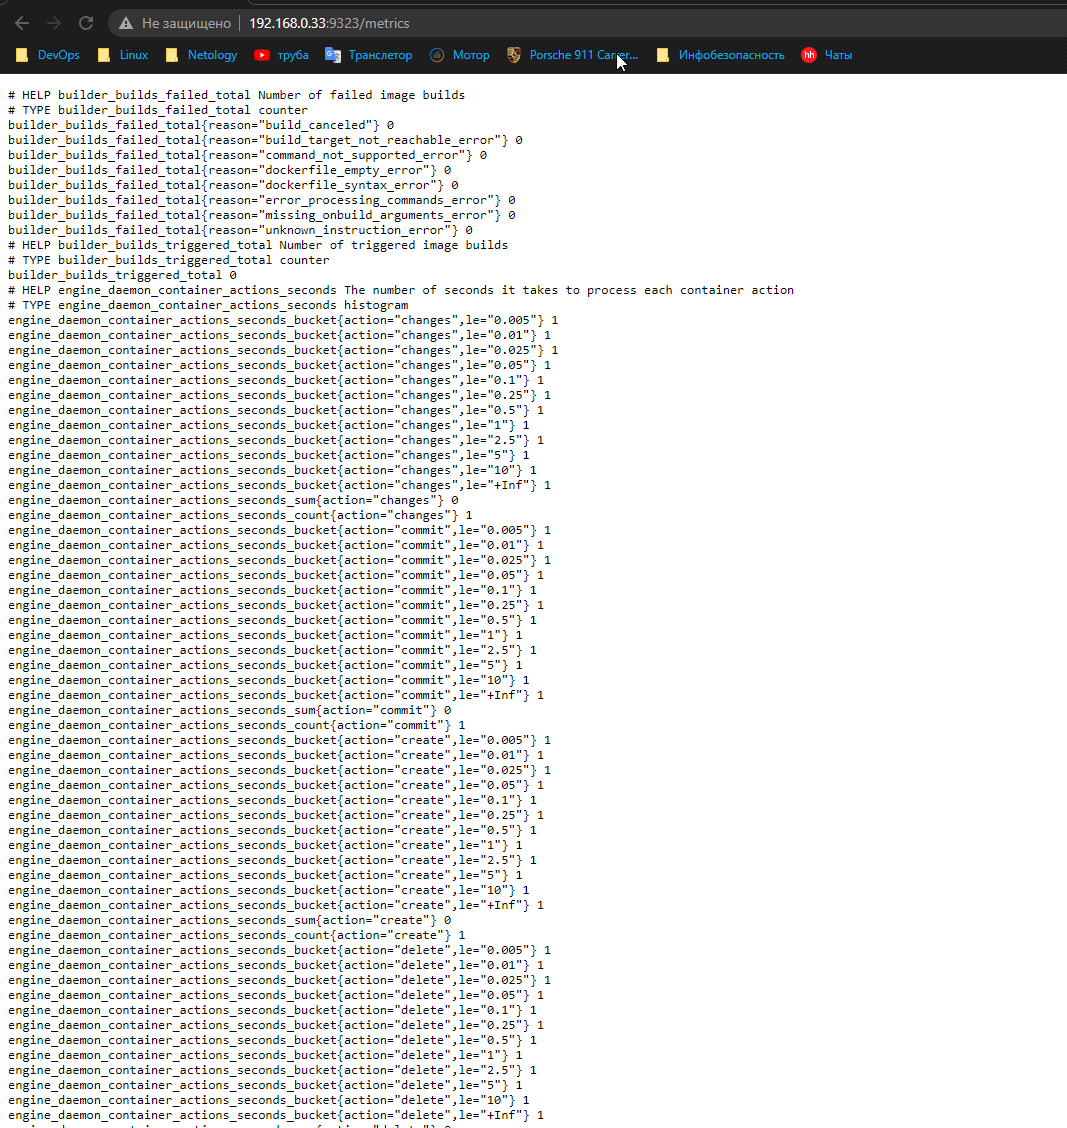 Не защищено 192.168.0.33:9323/metrics
DevOps Linux Netology труба Транслетор Мотор Porsche 911 Carrer... Инфобезопасность hh Чаты
# HELP builder_builds_failed_total Number of failed image builds
# TYPE builder_builds_failed_total counter
builder_builds_failed_total{reason="build_canceled"} 0
builder_builds_failed_total{reason="build_target_not_reachable_error"} 0
builder_builds_failed_total{reason="command_not_supported_error"} 0
builder_builds_failed_total{reason="dockerfile_empty_error"} 0
builder_builds_failed_total{reason="dockerfile_syntax_error"} 0
builder_builds_failed_total{reason="error_processing_commands_error"} 0
builder_builds_failed_total{reason="missing_onbuild_arguments_error"} 0
builder_builds_failed_total{reason="unknown_instruction_error"} 0
# HELP builder_builds_triggered_total Number of triggered image builds
# TYPE builder_builds_triggered_total counter
builder_builds_triggered_total 0
# HELP engine_daemon_container_actions_seconds The number of seconds it takes to process each container action
# TYPE engine_daemon_container_actions_seconds histogram
engine_daemon_container_actions_seconds_bucket{action="changes",le="0.005"} 1
engine_daemon_container_actions_seconds_bucket{action="changes",le="0.01"} 1
engine_daemon_container_actions_seconds_bucket{action="changes",le="0.025"} 1
engine_daemon_container_actions_seconds_bucket{action="changes",le="0.05"} 1
engine_daemon_container_actions_seconds_bucket{action="changes",le="0.1"} 1
engine_daemon_container_actions_seconds_bucket{action="changes",le="0.25"} 1
engine_daemon_container_actions_seconds_bucket{action="changes",le="0.5"} 1
engine_daemon_container_actions_seconds_bucket{action="changes",le="1"} 1
engine_daemon_container_actions_seconds_bucket{action="changes",le="2.5"} 1
engine_daemon_container_actions_seconds_bucket{action="changes",le="5"} 1
engine_daemon_container_actions_seconds_bucket{action="changes",le="10"} 1
engine_daemon_container_actions_seconds_bucket{action="changes",le="+Inf"} 1
engine_daemon_container_actions_seconds_sum{action="changes"} 0
engine_daemon_container_actions_seconds_count{action="changes"} 1
engine_daemon_container_actions_seconds_bucket{action="commit",le="0.005"} 1
engine_daemon_container_actions_seconds_bucket{action="commit",le="0.01"} 1
engine_daemon_container_actions_seconds_bucket{action="commit",le="0.025"} 1
engine_daemon_container_actions_seconds_bucket{action="commit",le="0.05"} 1
engine_daemon_container_actions_seconds_bucket{action="commit",le="0.1"} 1
engine_daemon_container_actions_seconds_bucket{action="commit",le="0.25"} 1
engine_daemon_container_actions_seconds_bucket{action="commit",le="0.5"} 1
engine_daemon_container_actions_seconds_bucket{action="commit",le="1"} 1
engine_daemon_container_actions_seconds_bucket{action="commit",le="2.5"} 1
engine_daemon_container_actions_seconds_bucket{action="commit",le="5"} 1
engine_daemon_container_actions_seconds_bucket{action="commit",le="10"} 1
engine_daemon_container_actions_seconds_bucket{action="commit",le="+Inf"} 1
engine_daemon_container_actions_seconds_sum{action="commit"} 0
engine_daemon_container_actions_seconds_count{action="commit"} 1
engine_daemon_container_actions_seconds_bucket{action="create",le="0.005"} 1
engine_daemon_container_actions_seconds_bucket{action="create",le="0.01"} 1
engine_daemon_container_actions_seconds_bucket{action="create",le="0.025"} 1
engine_daemon_container_actions_seconds_bucket{action="create",le="0.05"} 1
engine_daemon_container_actions_seconds_bucket{action="create",le="0.1"} 1
engine_daemon_container_actions_seconds_bucket{action="create",le="0.25"} 1
engine_daemon_container_actions_seconds_bucket{action="create",le="0.5"} 1
engine_daemon_container_actions_seconds_bucket{action="create",le="1"} 1
engine_daemon_container_actions_seconds_bucket{action="create",le="2.5"} 1
engine_daemon_container_actions_seconds_bucket{action="create",le="5"} 1
engine_daemon_container_actions_seconds_bucket{action="create",le="10"} 1
engine_daemon_container_actions_seconds_bucket{action="create",le="+Inf"} 1
engine_daemon_container_actions_seconds_sum{action="create"} 0
engine_daemon_container_actions_seconds_count{action="create"} 1
engine_daemon_container_actions_seconds_bucket{action="delete",le="0.005"} 1
engine_daemon_container_actions_seconds_bucket{action="delete",le="0.01"} 1
engine_daemon_container_actions_seconds_bucket{action="delete",le="0.025"} 1
engine_daemon_container_actions_seconds_bucket{action="delete",le="0.05"} 1
engine_daemon_container_actions_seconds_bucket{action="delete",le="0.1"} 1
engine_daemon_container_actions_seconds_bucket{action="delete",le="0.25"} 1
engine_daemon_container_actions_seconds_bucket{action="delete",le="0.5"} 1
engine_daemon_container_actions_seconds_bucket{action="delete",le="1"} 1
engine_daemon_container_actions_seconds_bucket{action="delete",le="2.5"} 1
engine_daemon_container_actions_seconds_bucket{action="delete",le="5"} 1
engine_daemon_container_actions_seconds_bucket{action="delete",le="10"} 1
engine_daemon_container_actions_seconds_bucket{action="delete",le="+Inf"} 1